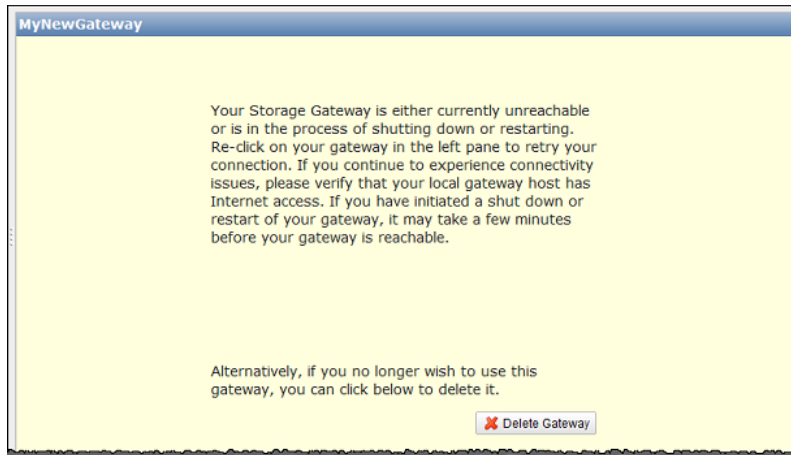 MyNewGateway
Your Storage Gateway is either currently unreachable
or is in the process of shutting down or restarting.
Re-click on your gateway in the left pane to retry your
connection. If you continue to experience connectivity
issues, please verify that your local gateway host has
Internet access. If you have initiated a shut down or
restart of your gateway, it may take a few minutes
before your gateway is reachable.
Alternatively, if you no longer wish to use this
gateway, you can click below to delete it.
Delete Gateway